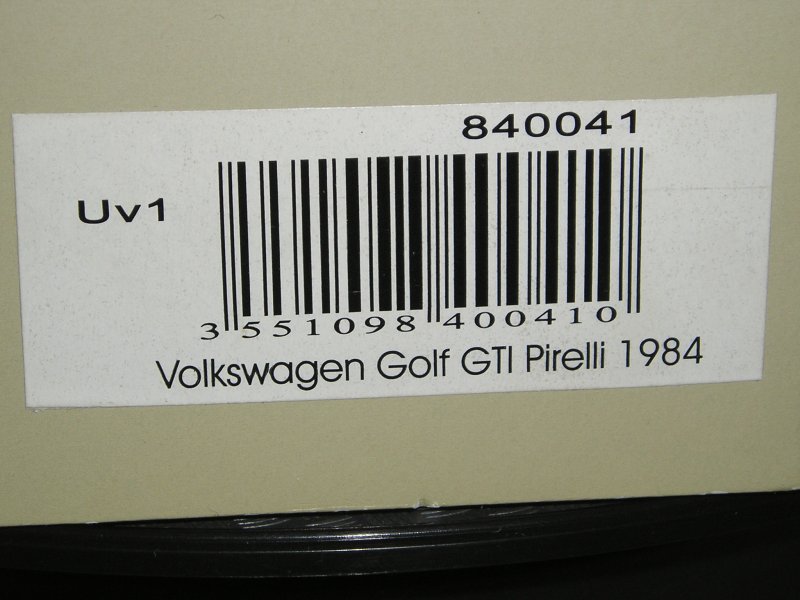 840041
Uv1
3 551098 400410
Volkswagen Golf GTI Pirelli 1984